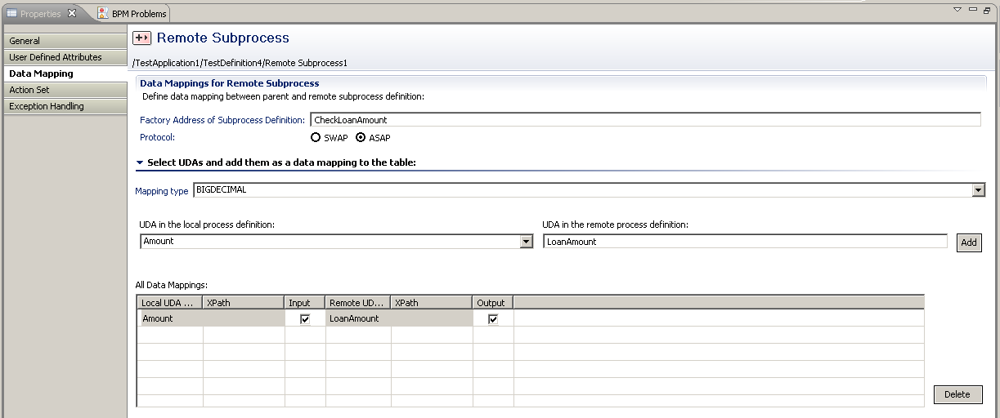 Properties BPM Problems
General
User Defined Attributes
Data Mapping
Action Set
Exception Handling
Remote Subprocess
/TestApplication1/TestDefinition4/Remote Subprocess1
Data Mappings for Remote Subprocess
Define data mapping between parent and remote subprocess definition:
Factory Address of Subprocess Definition: CheckLoanAmount
Protocol: SWAP ASAP
Select UDAs and add them as a data mapping to the table:
Mapping type BIGDECIMAL
UDA in the local process definition: UDA in the remote process definition:
Amount LoanAmount Add
All Data Mappings:
Local UDA ... XPath Input Remote UD... XPath Output
Amount LoanAmount
Delete